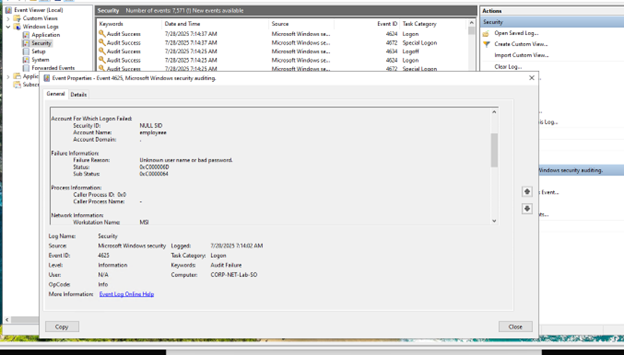 Event Viewer (Local)
Custom Views
Windows Logs
Application
Security
Setup
System
Forwarded Events
Applic
Subscr
Security Number of events: 7,571 (!) New events available
Keywords Date and Time Source Event ID Task Category
Audit Success 7/28/2025 7:14:37 AM Microsoft Windows se... 4624 Logon
Audit Success 7/28/2025 7:14:37 AM Microsoft Windows se... 4672 Special Logon
Audit Success 7/28/2025 7:14:25 AM Microsoft Windows se... 4634 Logoff
Audit Success 7/28/2025 7:14:25 AM Microsoft Windows se... 4624 Logon
Audit Success 7/28/2025 7:14:25 AM Microsoft Windows se... 4672 Special Logon
Actions
Security
Open Saved Log...
Create Custom View...
Import Custom View...
Clear Log...
is Log...
Windows security auditing.
Event...
Event Properties - Event 4625, Microsoft Windows security auditing.
General Details
Account For Which Logon Failed:
Security ID: NULL SID
Account Name: employeee
Account Domain: .
Failure Information:
Failure Reason: Unknown user name or bad password.
Status: 0xC000006D
Sub Status: 0xC0000064
Process Information:
Caller Process ID: 0x0
Caller Process Name: -
Network Information:
Workstation Name: MSI
Log Name: Security
Source: Microsoft Windows security Logged: 7/28/2025 7:14:02 AM
Event ID: 4625 Task Category: Logon
Level: Information Keywords: Audit Failure
User: N/A Computer: CORP-NET-Lab-SO
OpCode: Info
More Information: Event Log Online Help
Copy Close